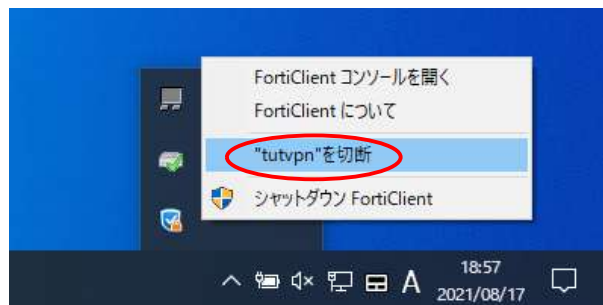 FortiClient コンソールを開く
FortiClient について
"tutvpn"を切断
シャットダウン FortiClient
A
18:57
2021/08/17